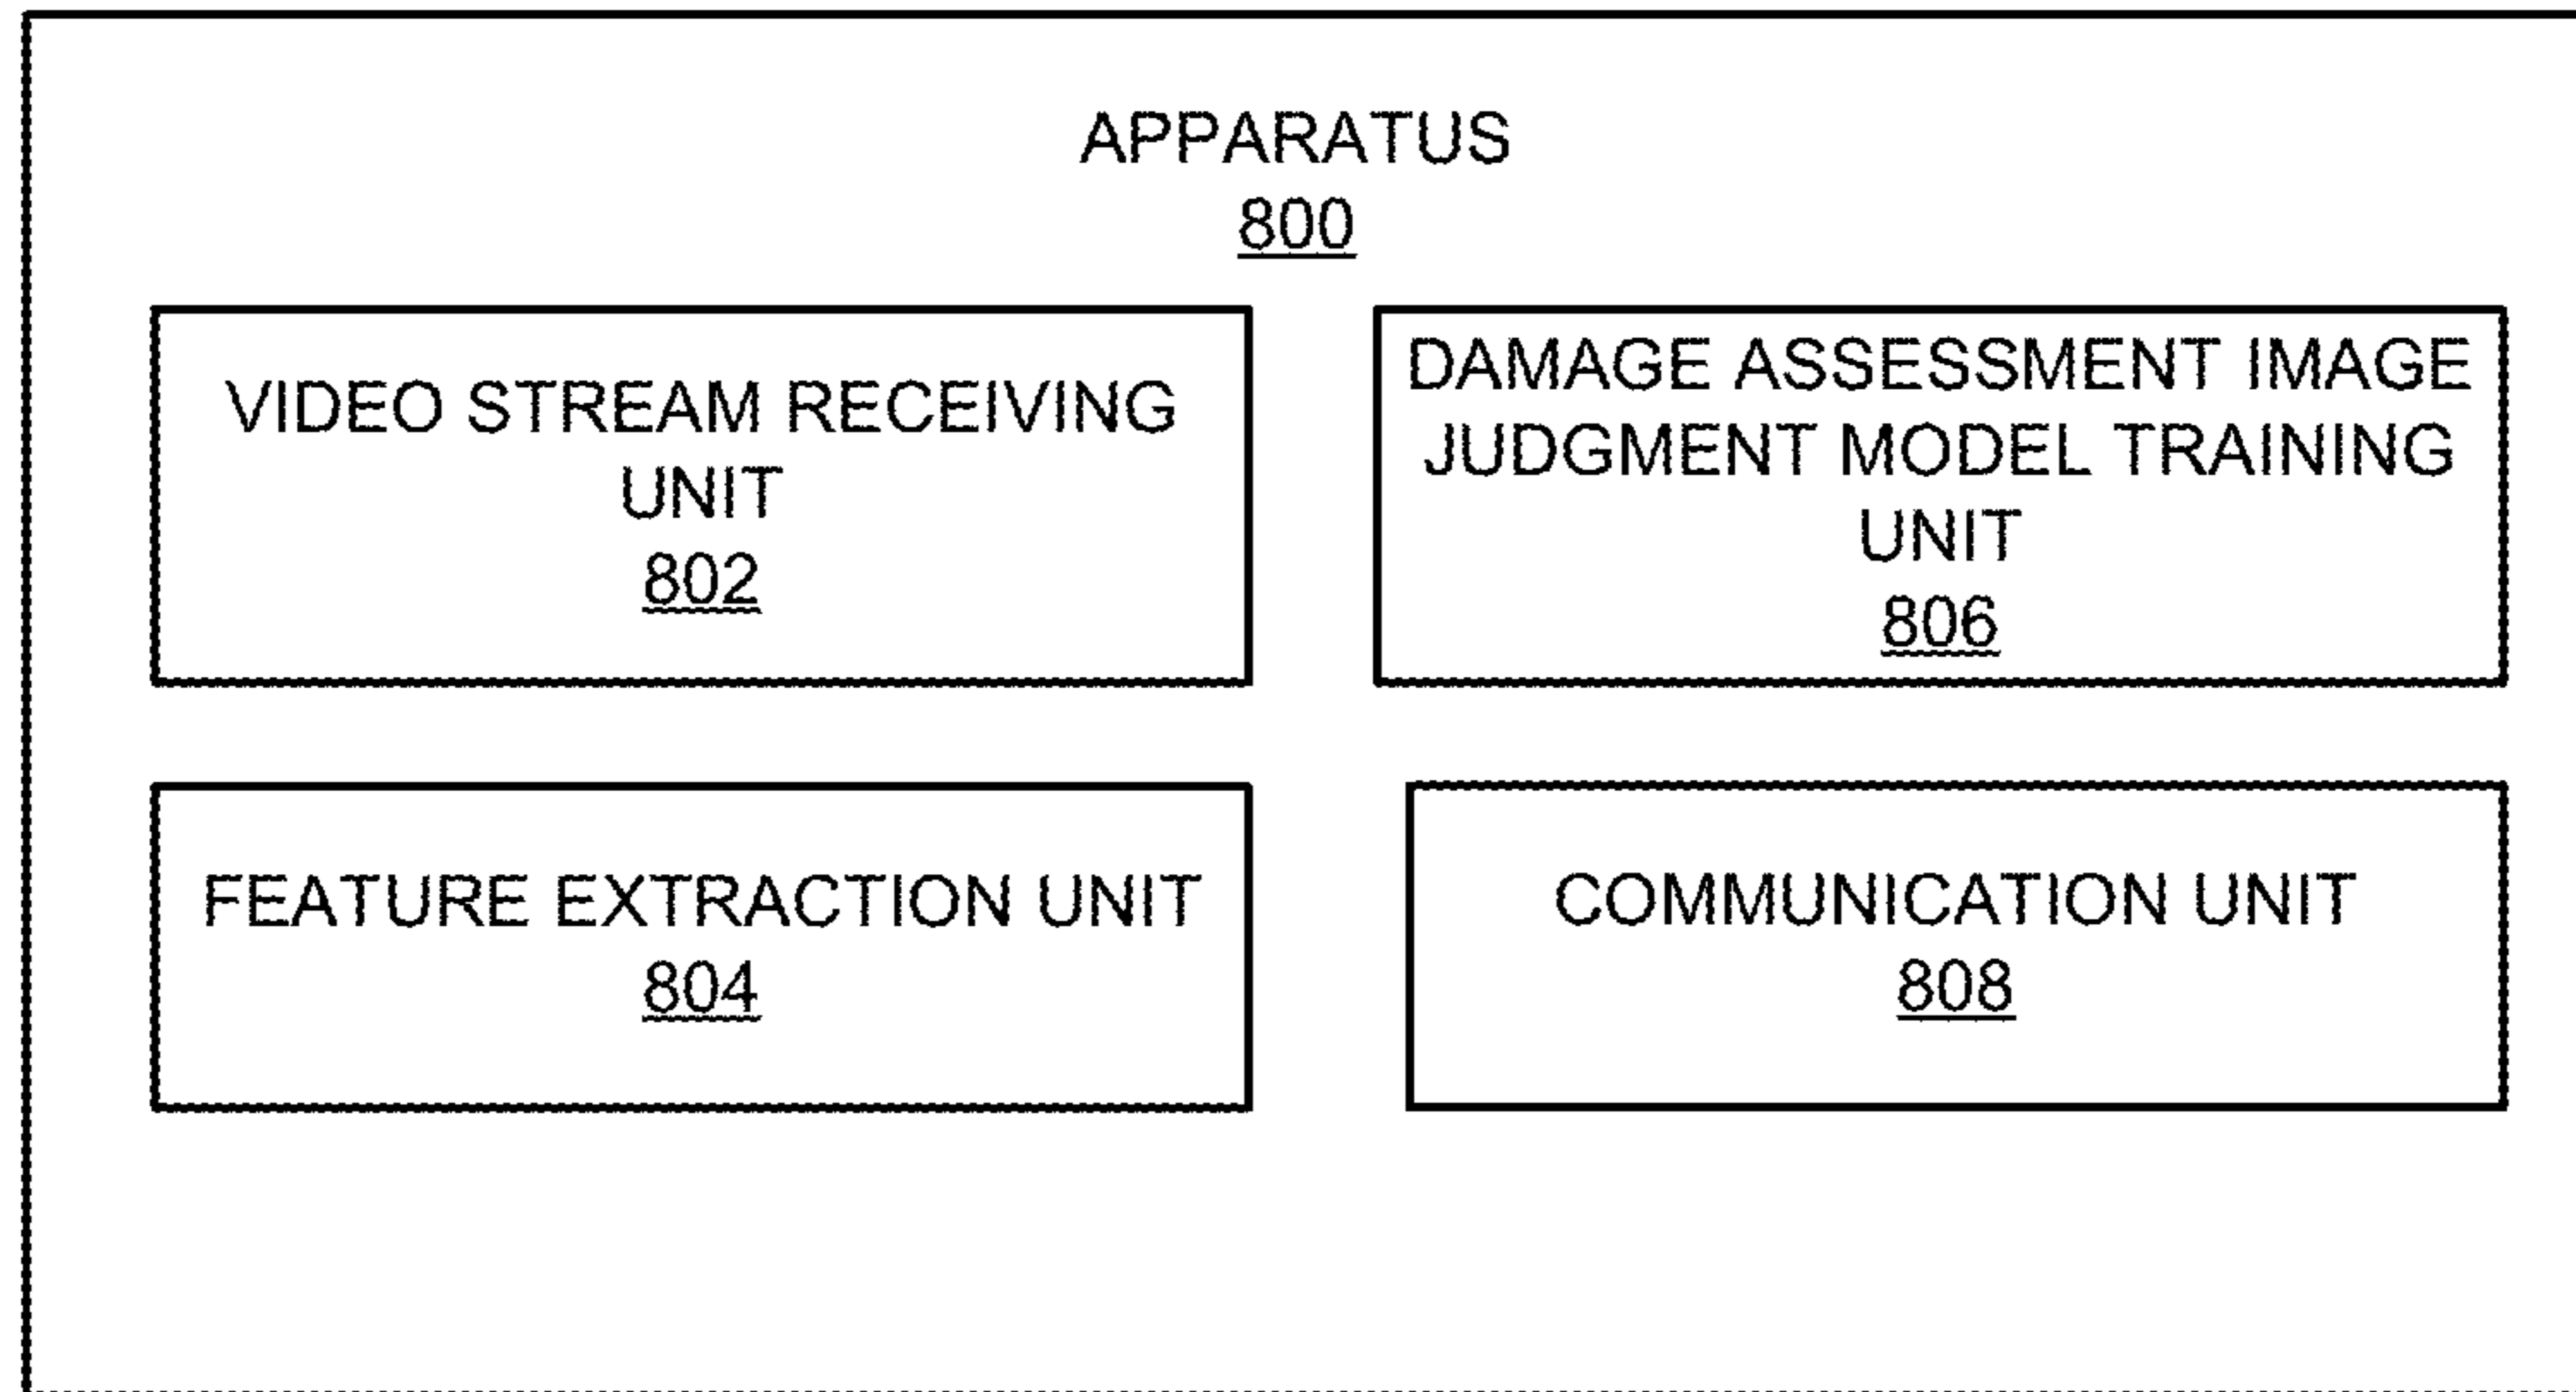 APPARATUS
800
VIDEO STREAM RECEIVING
UNIT
802
DAMAGE ASSESSMENT IMAGE
JUDGMENT MODEL TRAINING
UNIT
806
FEATURE EXTRACTION UNIT
804
COMMUNICATION UNIT
808